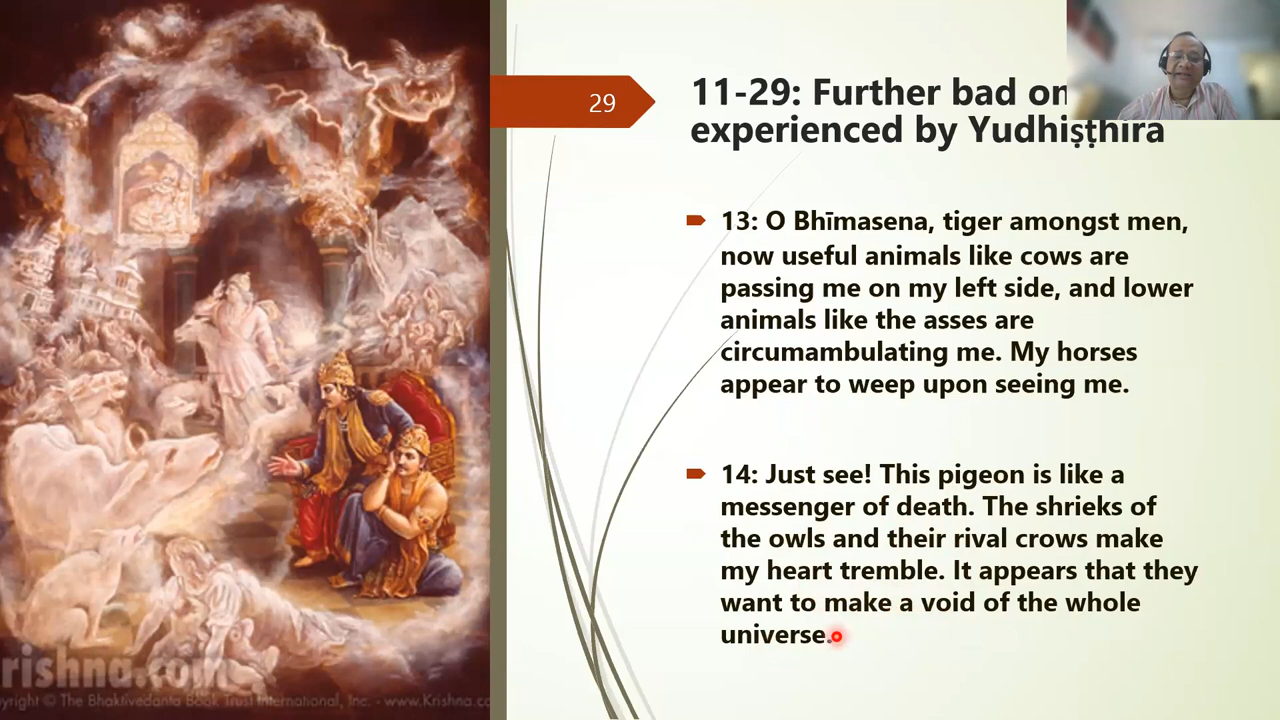 29
11-29: Further bad
experienced by Yudhiṣṭhira
13: O Bhīmasena, tiger amongst men,
now useful animals like cows are
passing me on my left side, and lower
animals like the asses are
circumambulating me. My horses
appear to weep upon seeing me.
14: Just see! This pigeon is like a
messenger of death. The shrieks of
the owls and their rival crows make
my heart tremble. It appears that they
want to make a void of the whole
universe.
rishna.com
yright © The Bhaktivedanta Book Trust International, Inc. - www.Krishna.co